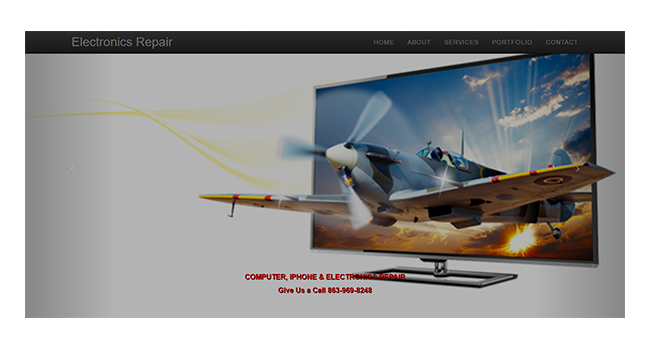 Electronics Repair
HOME ABOUT SERVICES PORTFOLIO CONTACT
COMPUTER, IPHONE & ELECTRONICS REPAIR
Give Us a Call 863-969-8248